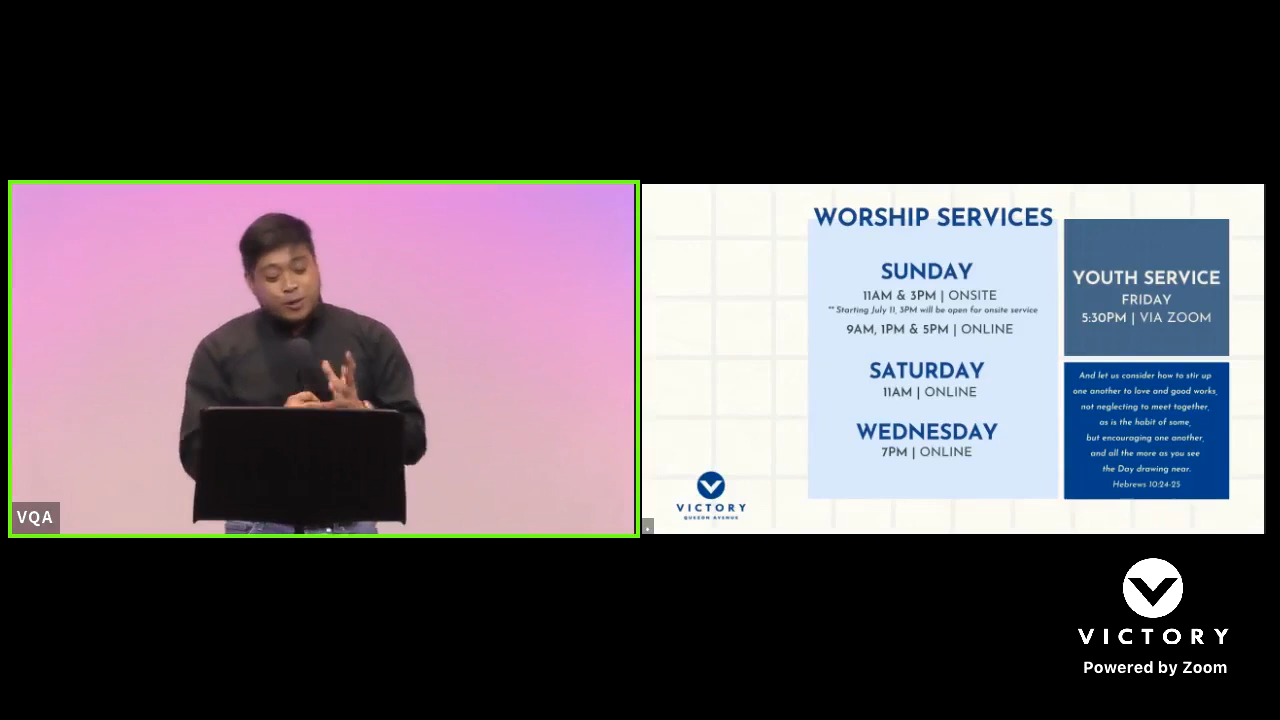 VQA
WORSHIP SERVICES
SUNDAY
11AM & 3PM | ONSITE
** Starting July 11, 3PM will be open for onsite service
9AM, 1PM & 5PM | ONLINE
SATURDAY
11AM | ONLINE
WEDNESDAY
7PM | ONLINE
YOUTH SERVICE
FRIDAY
5:30PM | VIA ZOOM
And let us consider how to stir up
one another to love and good works,
not neglecting to meet together,
as is the habit of some,
but encouraging one another,
and all the more as you see
the Day drawing near.
Hebrews 10:24-25
VICTORY
QUEZON AVENUE
VICTORY
Powered by Zoom